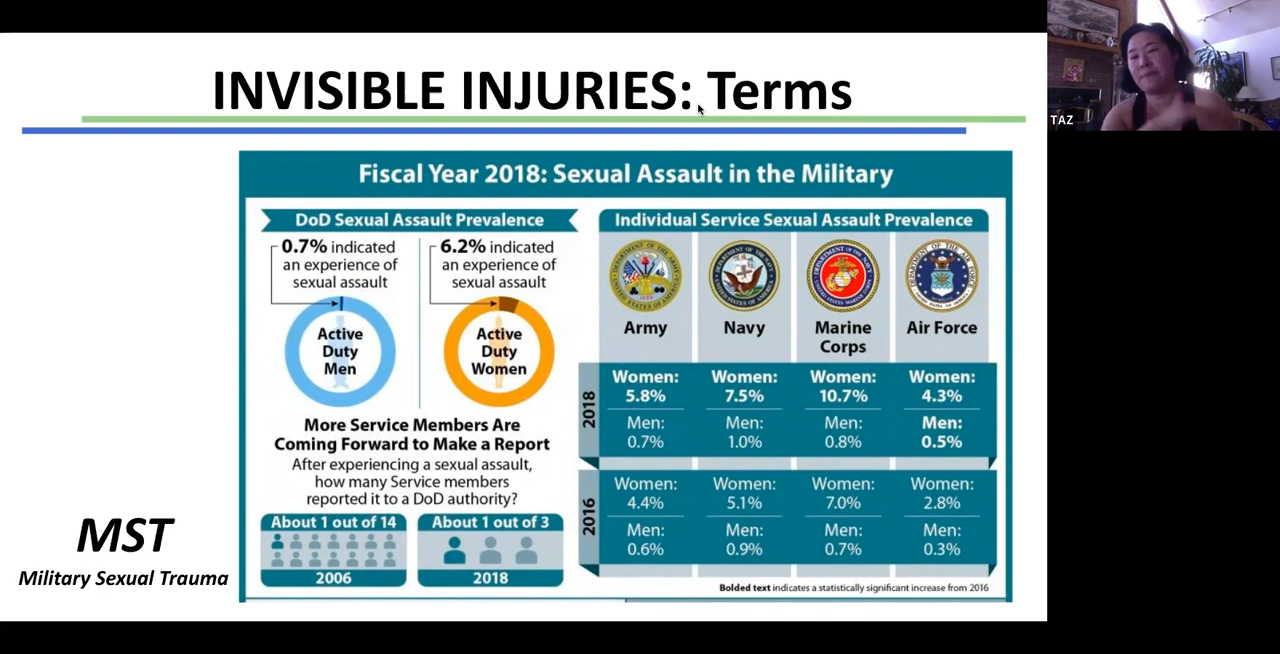 INVISIBLE INJURIES: Terms
TAZ
Fiscal Year 2018: Sexual Assault in the Military
DoD Sexual Assault Prevalence
0.7% indicated
an experience of
sexual assault
6.2% indicated
an experience of
sexual assault
Active
Duty
Men
Active
Duty
Women
More Service Members Are
Coming Forward to Make a Report
After experiencing a sexual assault,
how many Service members
reported it to a DoD authority?
About 1 out of 14
2006
About 1 out of 3
2018
Individual Service Sexual Assault Prevalence
Army
Navy
Marine
Corps
Air Force
2018
Women:
5.8%
Men:
0.7%
Women:
7.5%
Men:
1.0%
Women:
10.7%
Men:
0.8%
Women:
4.3%
Men:
0.5%
2016
Women:
4.4%
Men:
0.6%
Women:
5.1%
Men:
0.9%
Women:
7.0%
Men:
0.7%
Women:
2.8%
Men:
0.3%
Bolded text indicates a statistically significant increase from 2016
MST
Military Sexual Trauma